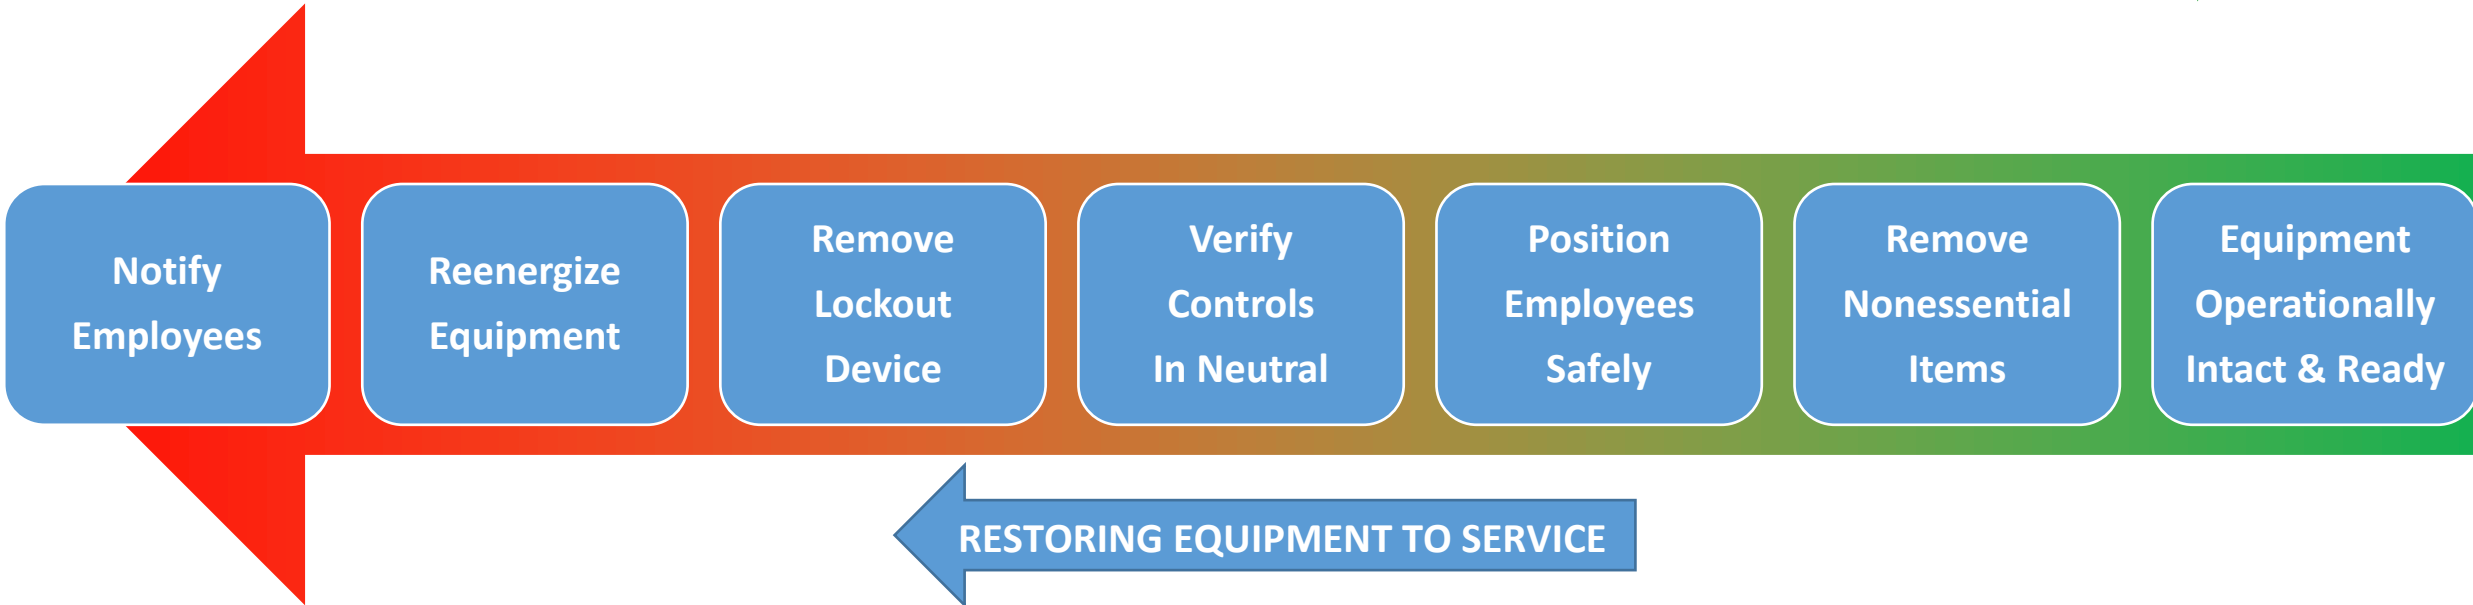 Notify
Employees
Reenergize
Equipment
Remove
Lockout
Device
Verify
Controls
In Neutral
Position
Employees
Safely
Remove
Nonessential
Items
Equipment
Operationally
Intact & Ready
RESTORING EQUIPMENT TO SERVICE